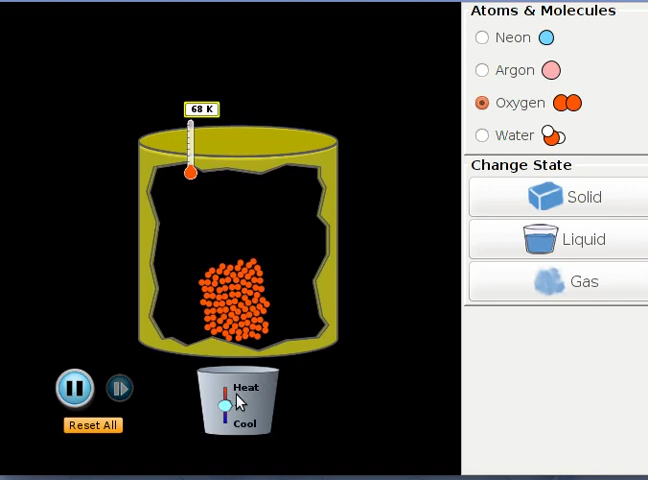 Atoms & Molecules
Neon
Argon
Oxygen
Water
Change State
Solid
Liquid
Gas
68 K
Heat
Cool
Reset All